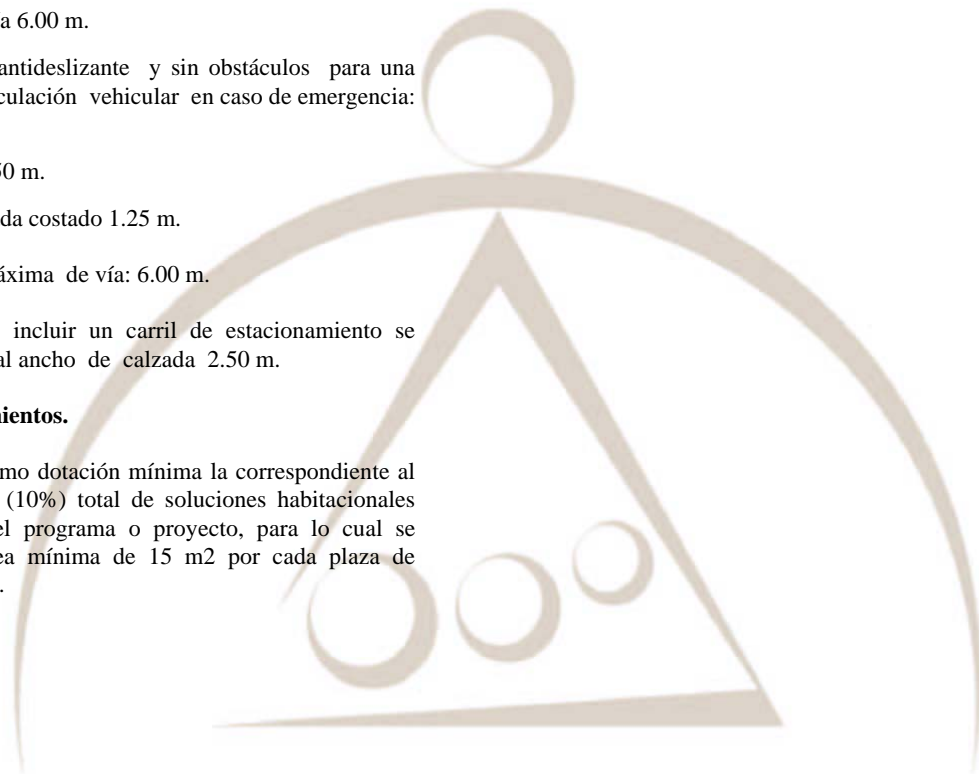 a 6.00 m.
antideslizante y sin obstáculos para una
culación vehicular en caso de emergencia:
50 m.
da costado 1.25 m.
áxima de vía: 6.00 m.
incluir un carril de estacionamiento se
al ancho de calzada 2.50 m.
nientos.
mo dotación mínima la correspondiente al
(10%) total de soluciones habitacionales
el programa o proyecto, para lo cual se
ea mínima de 15 m2 por cada plaza de
.